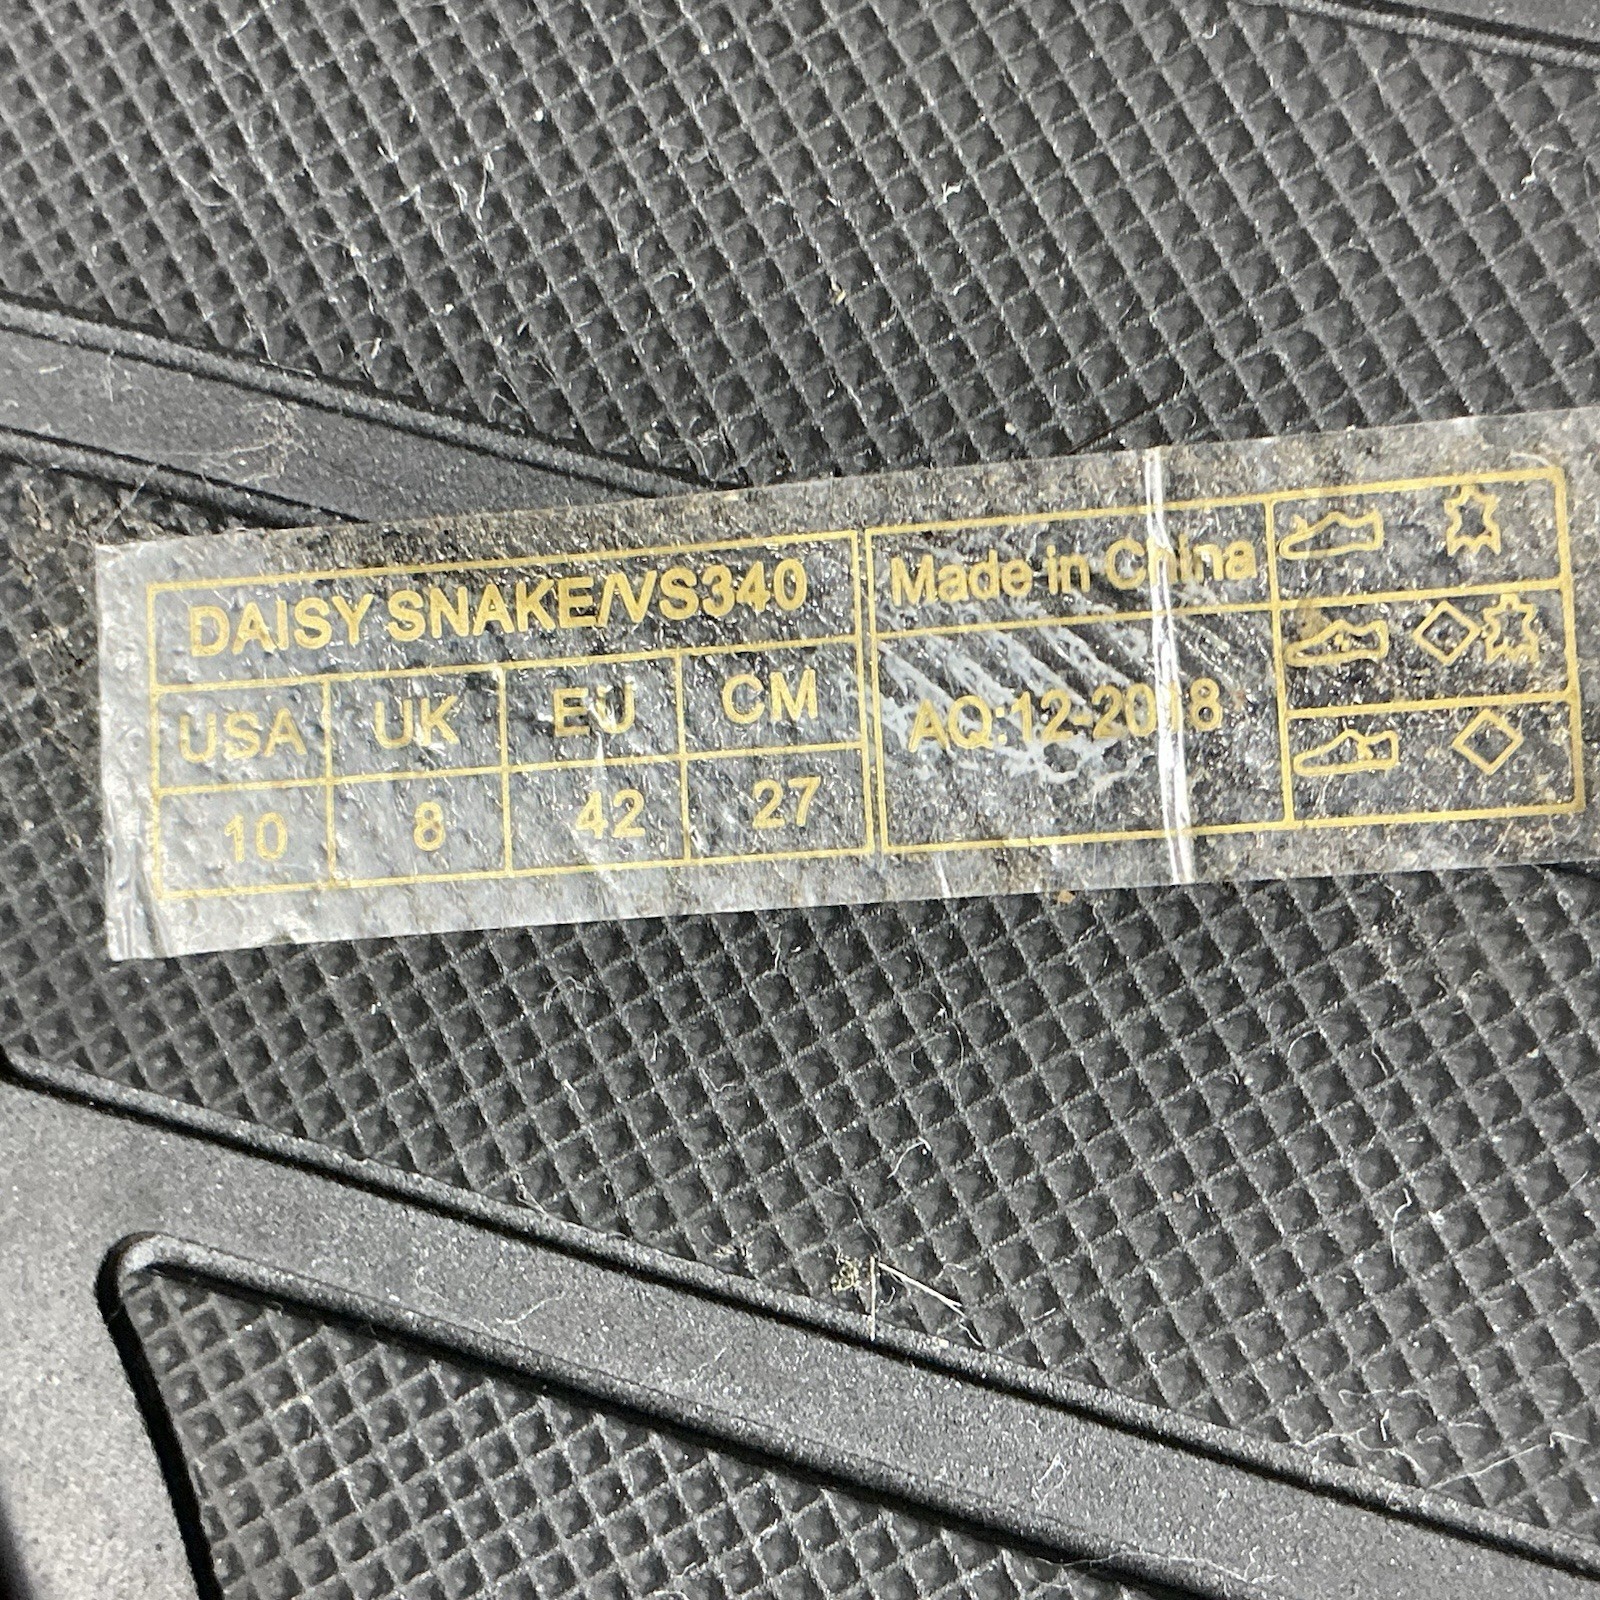 DAISY SNAKE/VS340
USA UK EU CM
10 8 42 27
Made in China
AQ:12-2018